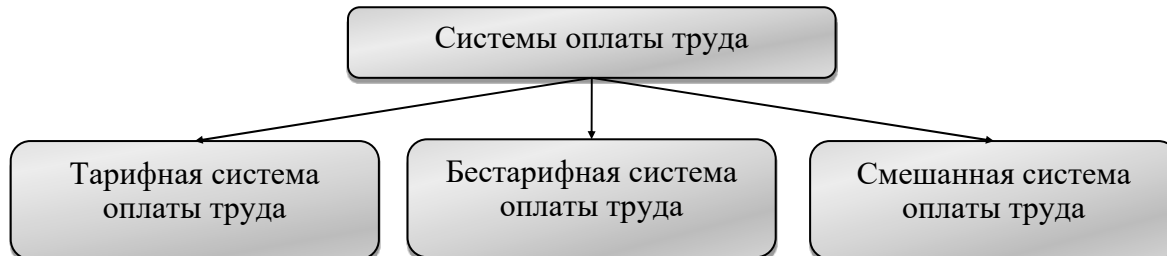 Системы оплаты труда
Тарифная система
оплаты труда
Бестарифная система
оплаты труда
Смешанная система
оплаты труда